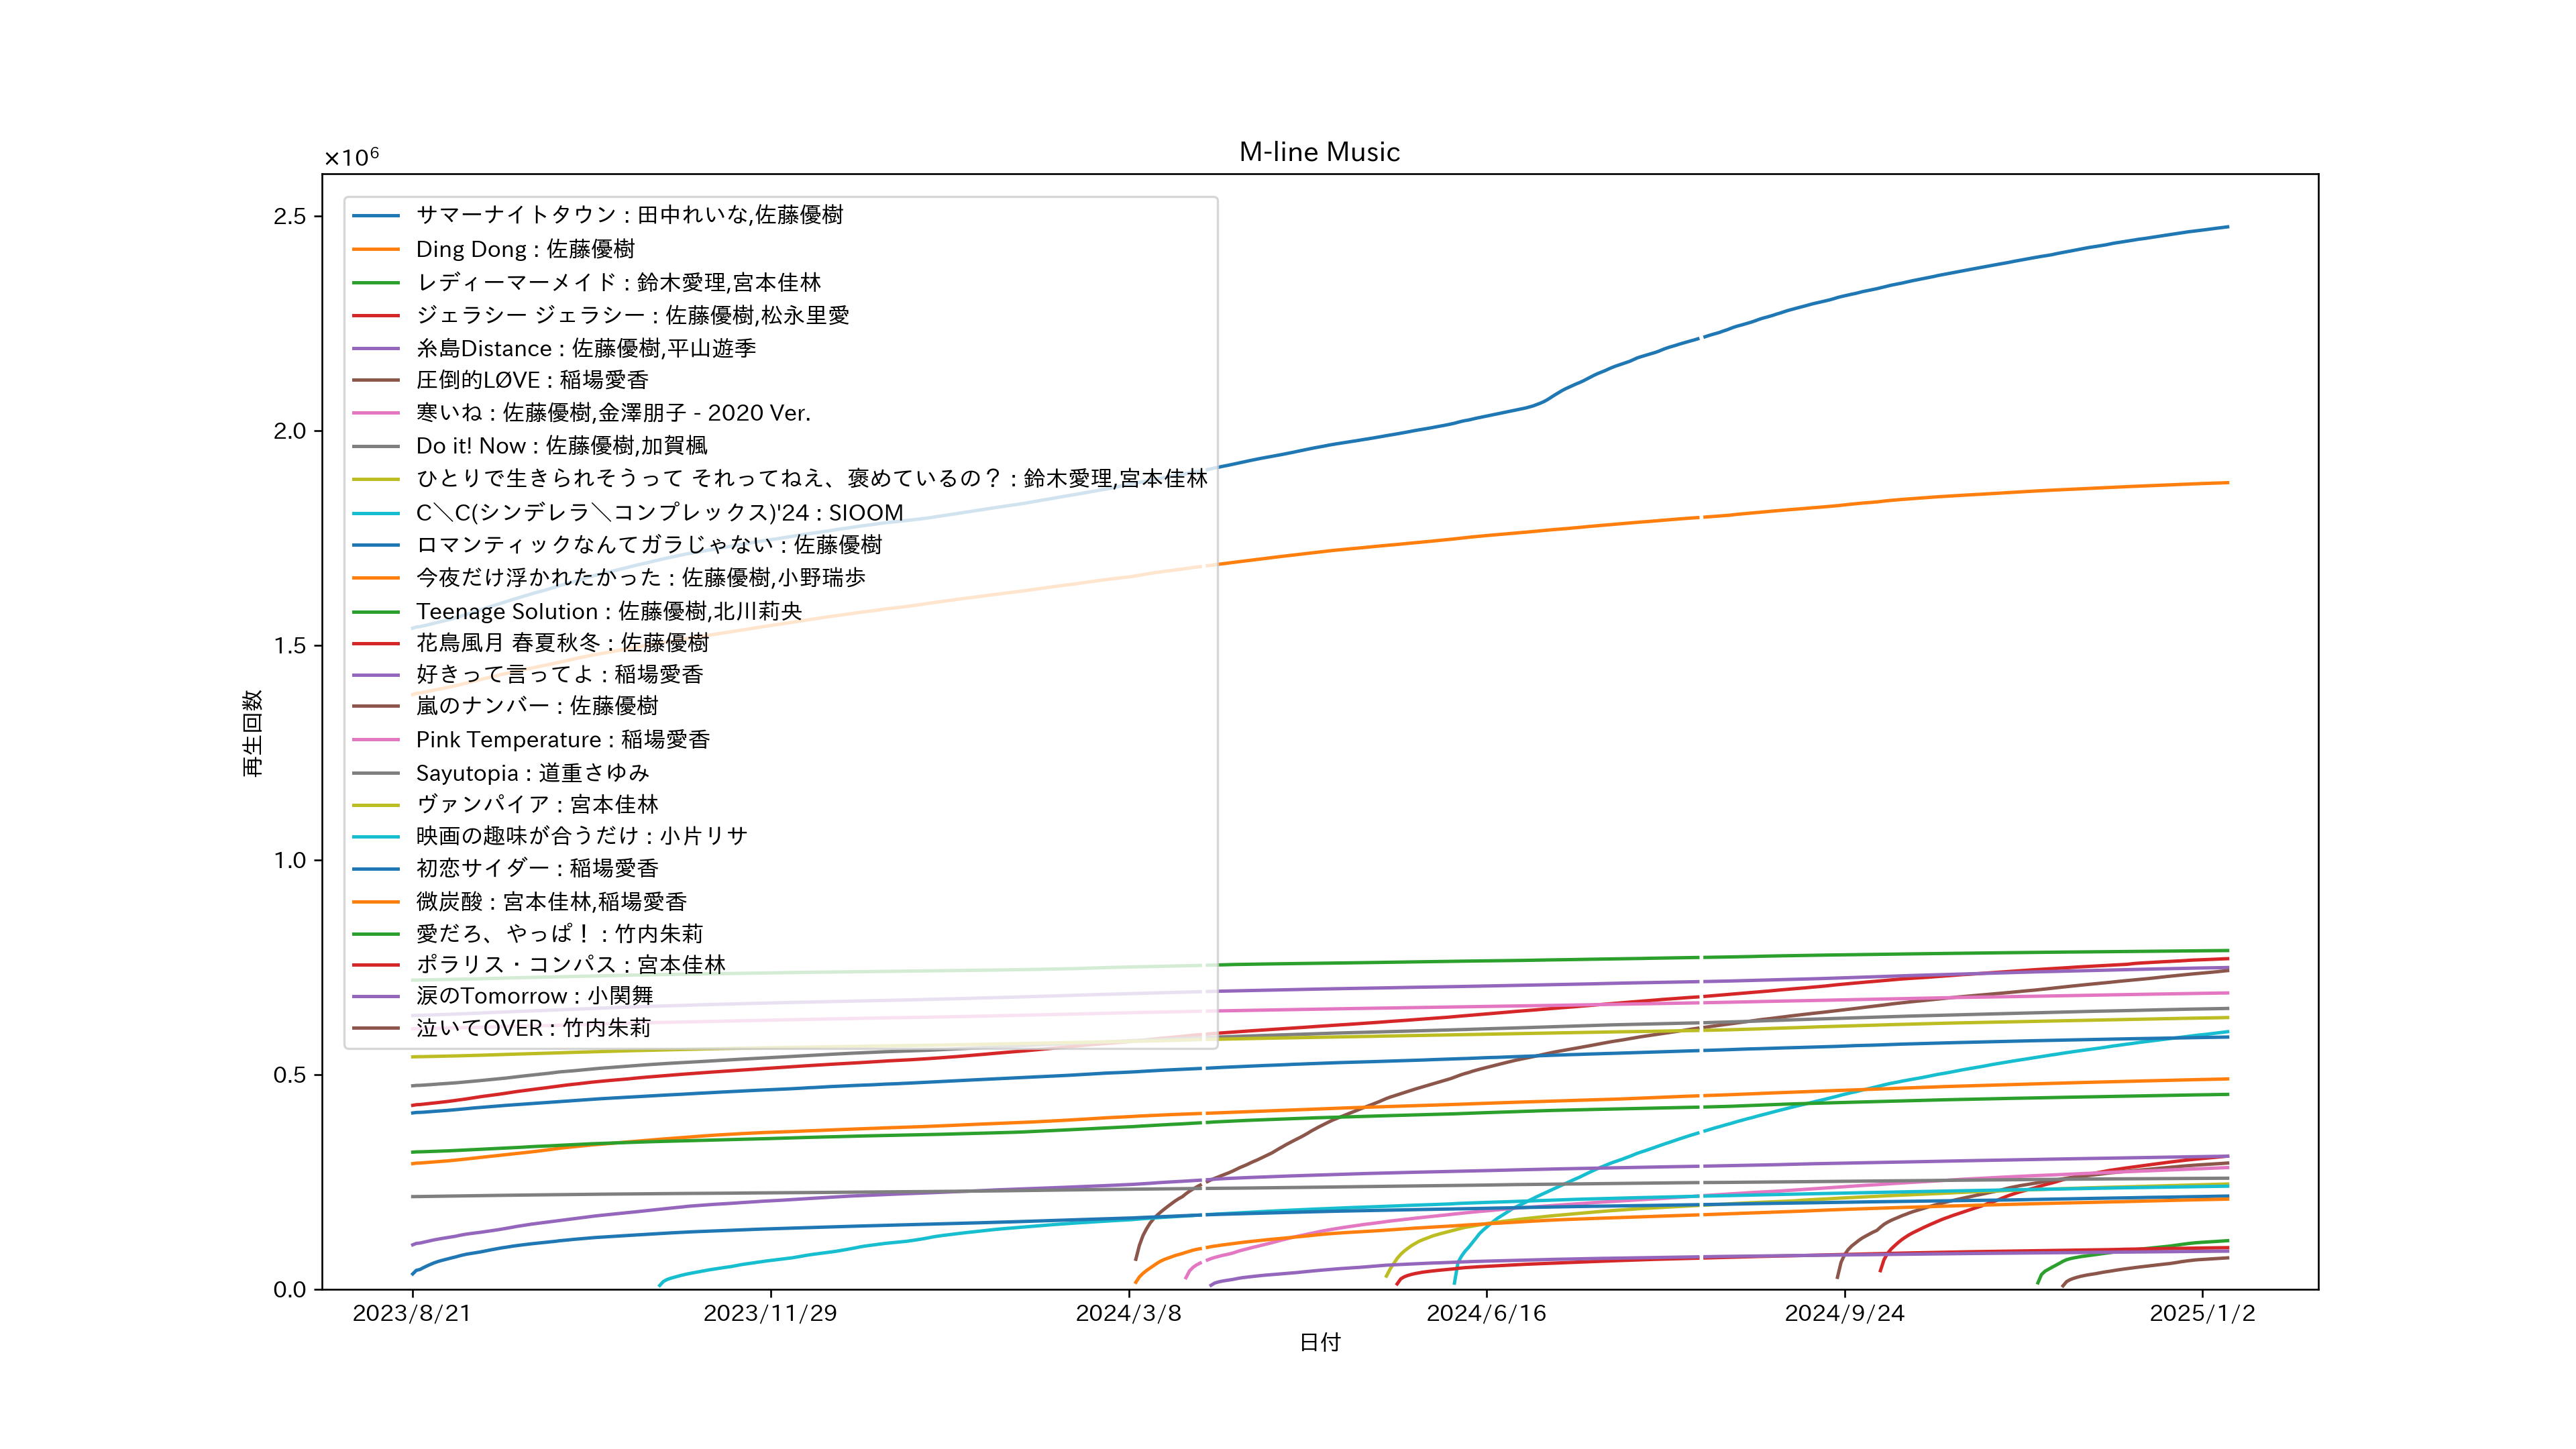 M-line Music
×10⁶
2.5
2.0
1.5
1.0
0.5
0.0
再生回数
サマーナイトタウン : 田中れいな,佐藤優樹
Ding Dong : 佐藤優樹
レディーマーメイド : 鈴木愛理,宮本佳林
ジェラシー ジェラシー : 佐藤優樹,松永里愛
糸島Distance : 佐藤優樹,平山遊季
圧倒的LØVE : 稲場愛香
寒いね : 佐藤優樹,金澤朋子 - 2020 Ver.
Do it! Now : 佐藤優樹,加賀楓
ひとりで生きられそうって それってねえ、褒めているの？ : 鈴木愛理,宮本佳林
C＼C(シンデレラ＼コンプレックス)'24 : SIOOM
ロマンティックなんてガラじゃない : 佐藤優樹
今夜だけ浮かれたかった : 佐藤優樹,小野瑞歩
Teenage Solution : 佐藤優樹,北川莉央
花鳥風月 春夏秋冬 : 佐藤優樹
好きって言ってよ : 稲場愛香
嵐のナンバー : 佐藤優樹
Pink Temperature : 稲場愛香
Sayutopia : 道重さゆみ
ヴァンパイア : 宮本佳林
映画の趣味が合うだけ : 小片リサ
初恋サイダー : 稲場愛香
微炭酸 : 宮本佳林,稲場愛香
愛だろ、やっぱ！ : 竹内朱莉
ポラリス・コンパス : 宮本佳林
涙のTomorrow : 小関舞
泣いてOVER : 竹内朱莉
2023/8/21
2023/11/29
2024/3/8
2024/6/16
2024/9/24
2025/1/2
日付